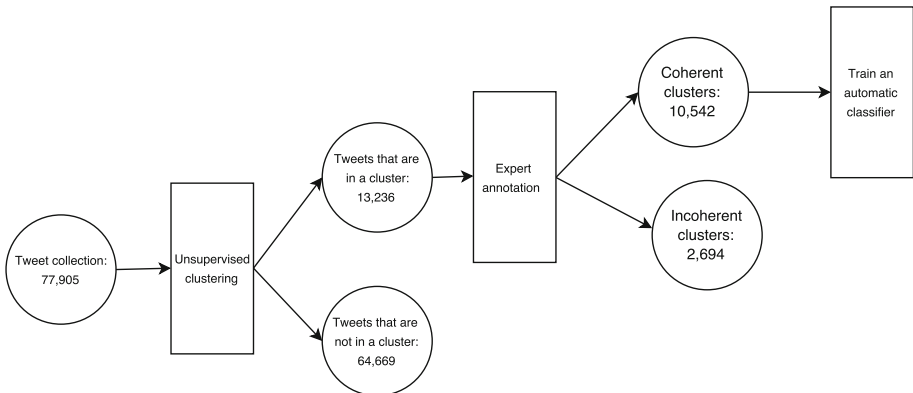 Tweet collection:
77,905
Unsupervised
clustering
Tweets that are
in a cluster:
13,236
Tweets that are
not in a cluster:
64,669
Expert
annotation
Coherent
clusters:
10,542
Incoherent
clusters:
2,694
Train an
automatic
classifier